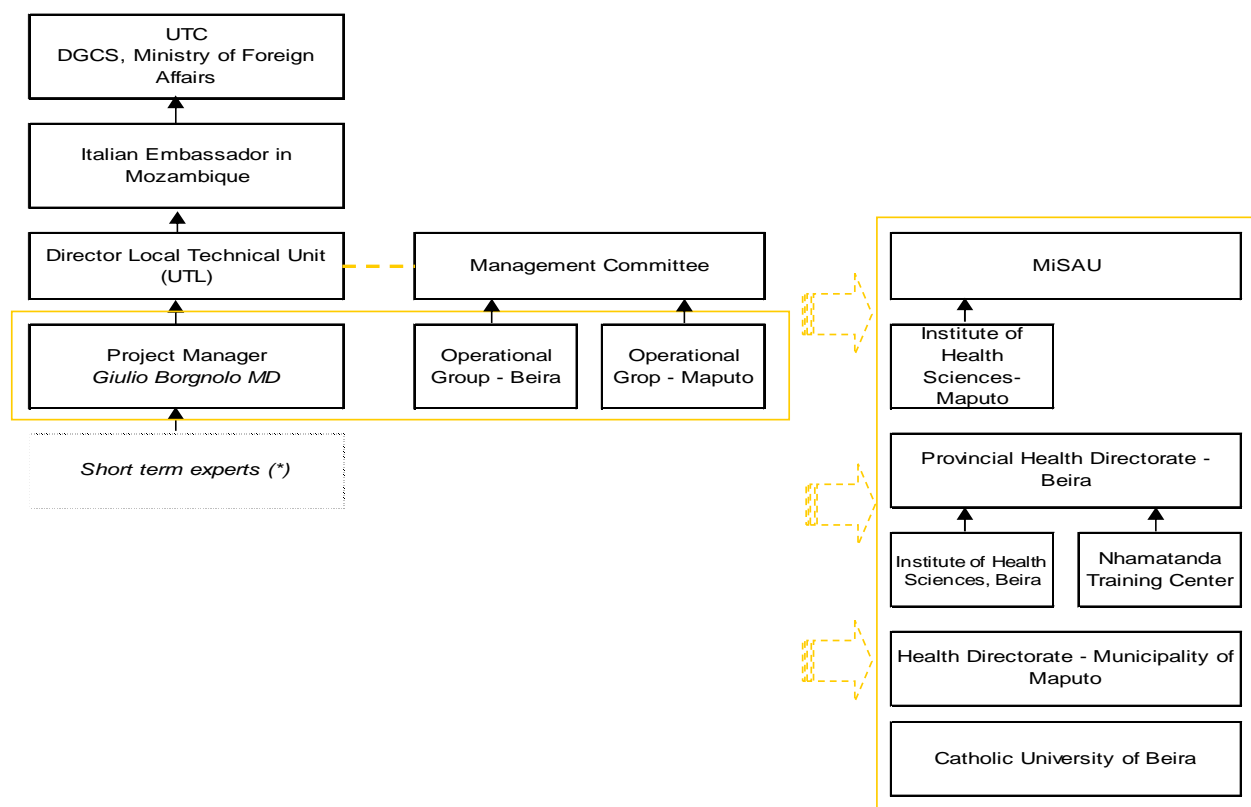 UTC
DGCS, Ministry of Foreign
Affairs
Italian Embassador in
Mozambique
Director Local Technical Unit
(UTL)
Management Committee
MiSAU
Project Manager
Giulio Borgnolo MD
Operational
Group - Beira
Operational
Grop - Maputo
Institute of
Health
Sciences-
Maputo
Short term experts (*)
Provincial Health Directorate -
Beira
Institute of Health
Sciences, Beira
Nhamatanda
Training Center
Health Directorate - Municipality of
Maputo
Catholic University of Beira